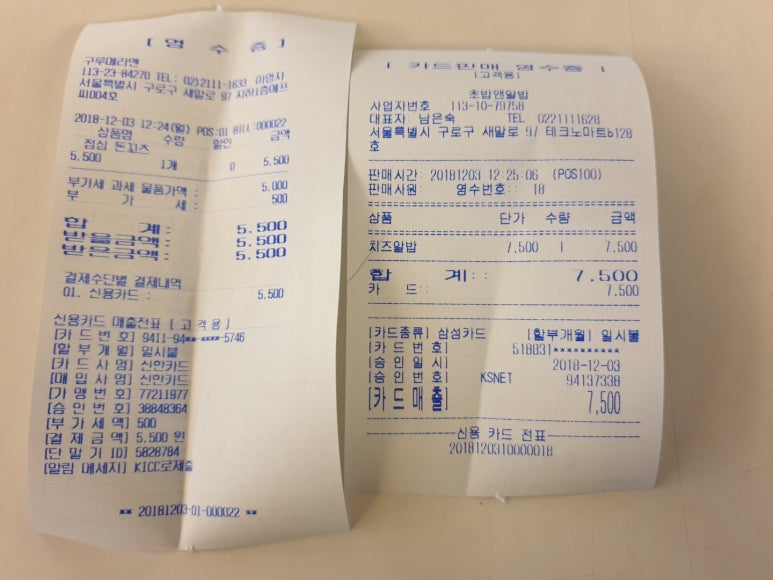 [ 영 수 증 ]
구루메라멘
113-23-84270 TEL: 02)2111-1633 이영자
서울특별시 구로구 새말로 97 지하1층에프
씨004호
2018-12-03 12:24(월) POS:01 BILL:000022
상품명 수량 할인 금액
점심 돈꼬츠
5.500 1개 0 5.500
부가세 과세 물품가액 : 5.000
부 가 세 : 500
합 계 : 5.500
받을금액: 5.500
받은금액: 5.500
결제수단별 결제내역
01. 신용카드 : 5.500
신용카드 매출전표 [ 고객용 ]
[카 드 번 호] 9411-94**-****-5746
[할 부 개 월] 일시불
[카 드 사 명] 신한카드
[매 입 사 명] 신한카드
[가 맹 번 호] 77211977
[승 인 번 호] 38848364
[부 가 세 액] 500
[결 제 금 액] 5.500 원
[단 말 기 ID] 5828784
[알림 메세지] KICC로제출
** 20181203-01-000022 **
[ 카드판매 영수증 ]
[고객용]
초밥앤알밥
사업자번호 : 113-10-79758
대표자: 남은숙 TEL: 0221111628
서울특별시 구로구 새말로 97 테크노마트b128
호
판매시간: 20181203 12:25:06 (POS100)
판매사원: 영수번호: 18
상품 단가 수량 금액
치즈알밥 7,500 1 7,500
합 계:: 7,500
카 드:: 7,500
[카드종류] 삼성카드 [할부개월] 일시불
[카 드 번 호] 518831**********
[승 인 일 시] 2018-12-03
[승 인 번 호] KSNET 94137338
[카 드 매 출] 7,500
신용 카드 전표
2018120310000018